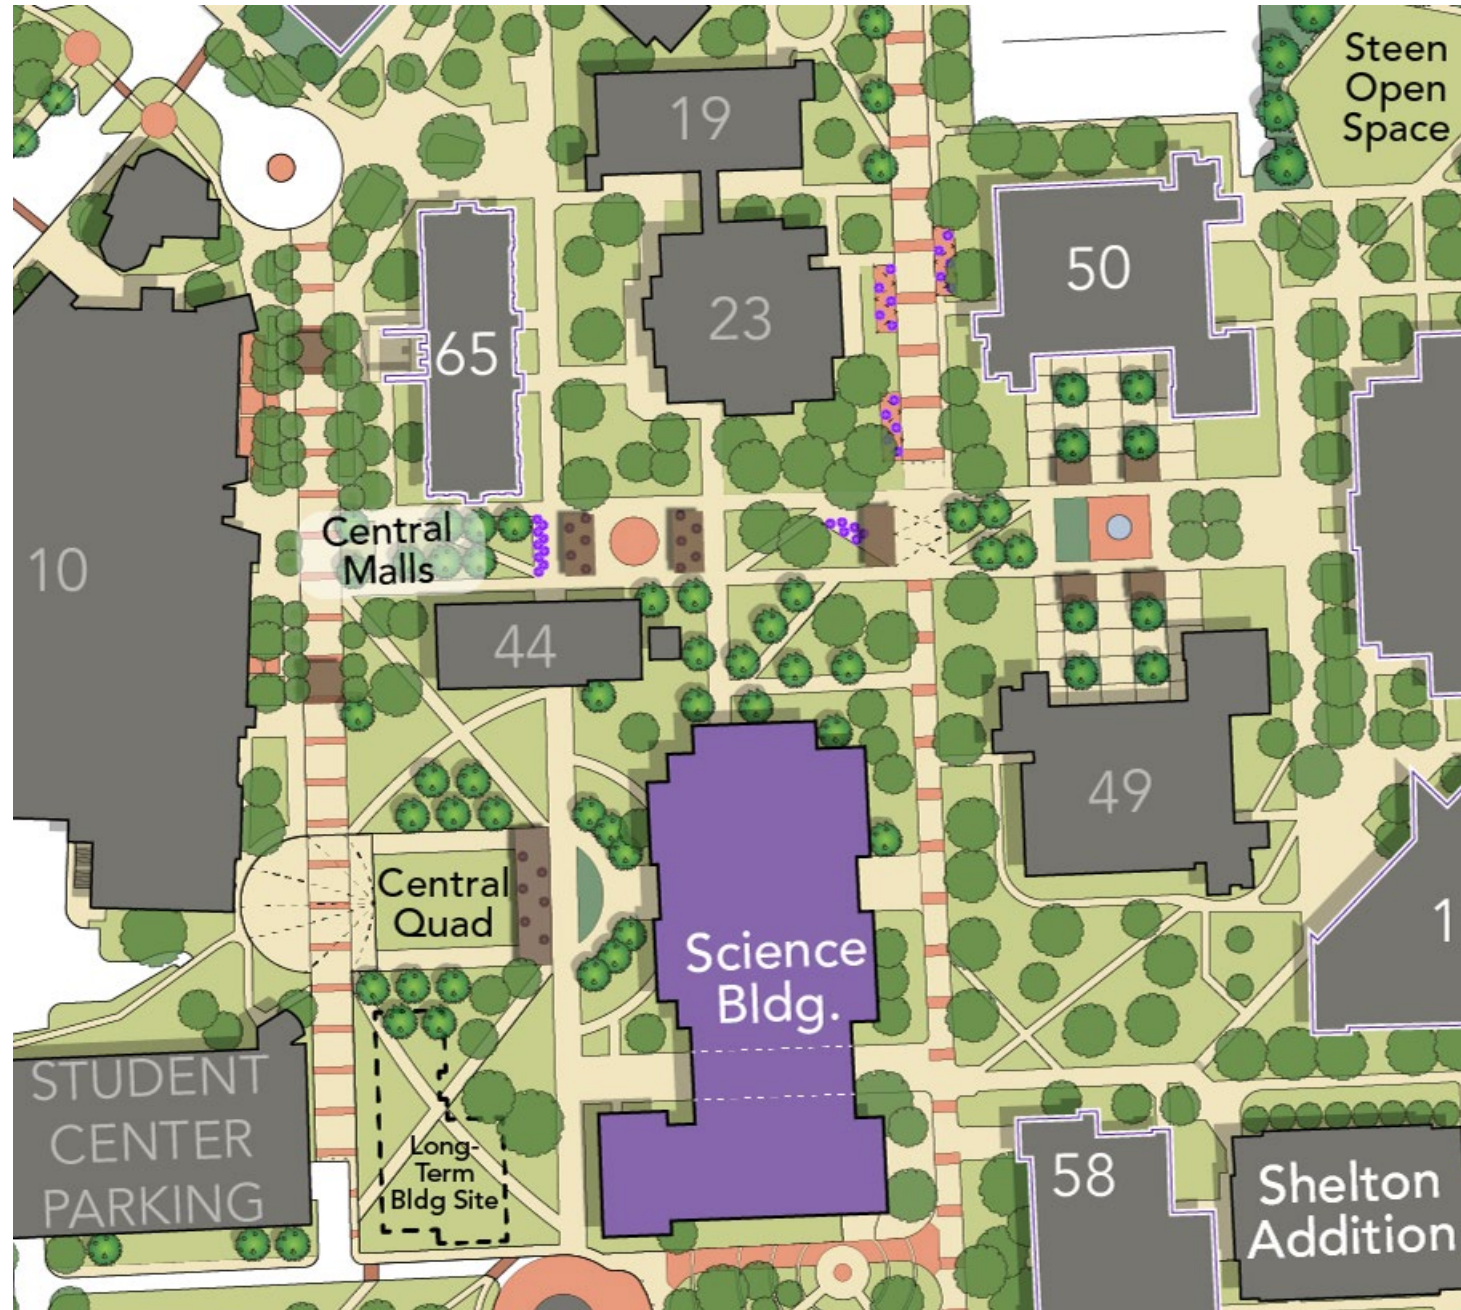 Steen
Open
Space
19
50
23
65
Central
Malls
10
44
49
Central
Quad
1
Science
Bldg.
STUDENT
CENTER
PARKING
Long-
Term
Bldg Site
58
Shelton
Addition